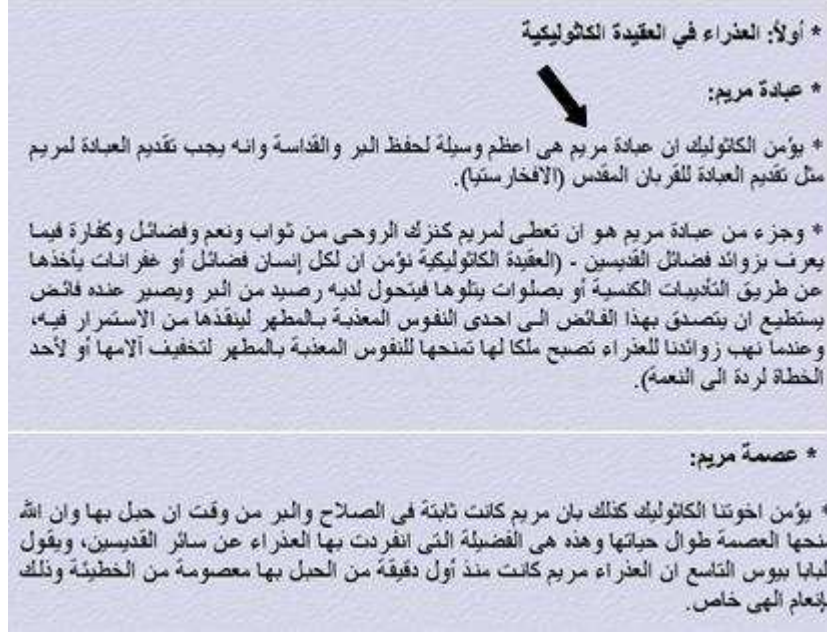 * أولاً: العذراء في العقيدة الكاثوليكية
* عبادة مريم:
* يؤمن الكاثوليك ان عبادة مريم هى اعظم وسيلة لحفظ البر والقداسة وانه يجب تقديم العبادة لمريم
مثل تقديم العبادة للقربان المقدس (الافخارستيا).
* وجزء من عبادة مريم هو ان تعطى لمريم كنزك الروحى من ثواب ونعم وفضائل وكفارة فيما
يعرف بزوائد فضائل القديسين - (العقيدة الكاثوليكية نؤمن ان لكل إنسان فضائل أو غفرانات يأخذها
عن طريق التأديبات الكنسية أو بصلوات يتلوها فيتحول لديه رصيد من البر ويصير عنده فائض
يستطيع ان يتصدق بهذا الفائض الى احدى النفوس المعذبة بالمطهر لينقذها من الاستمرار فيه،
وعندما نهب زوائدنا للعذراء تصبح ملكا لها تمنحها للنفوس المعذبة بالمطهر لتخفيف آلامها أو لأحد
الخطاة لردة الى النعمة).
* عصمة مريم:
* يؤمن اخوتنا الكاثوليك كذلك بان مريم كانت ثابتة فى الصلاح والبر من وقت ان حبل بها وان الله
منحها العصمة طوال حياتها وهذه هى الفضيلة التى انفردت بها العذراء عن سائر القديسين، ويقول
لبابا بيوس التاسع ان العذراء مريم كانت منذ أول دقيقة من الحبل بها معصومة من الخطيئة وذلك
بإنعام الهى خاص.